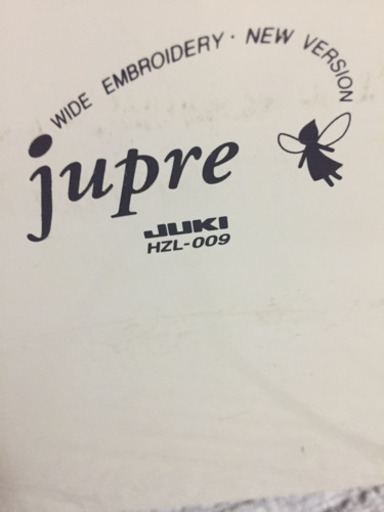 WIDE EMBROIDERY · NEW VERSION
jupre
JUKI
HZL-009